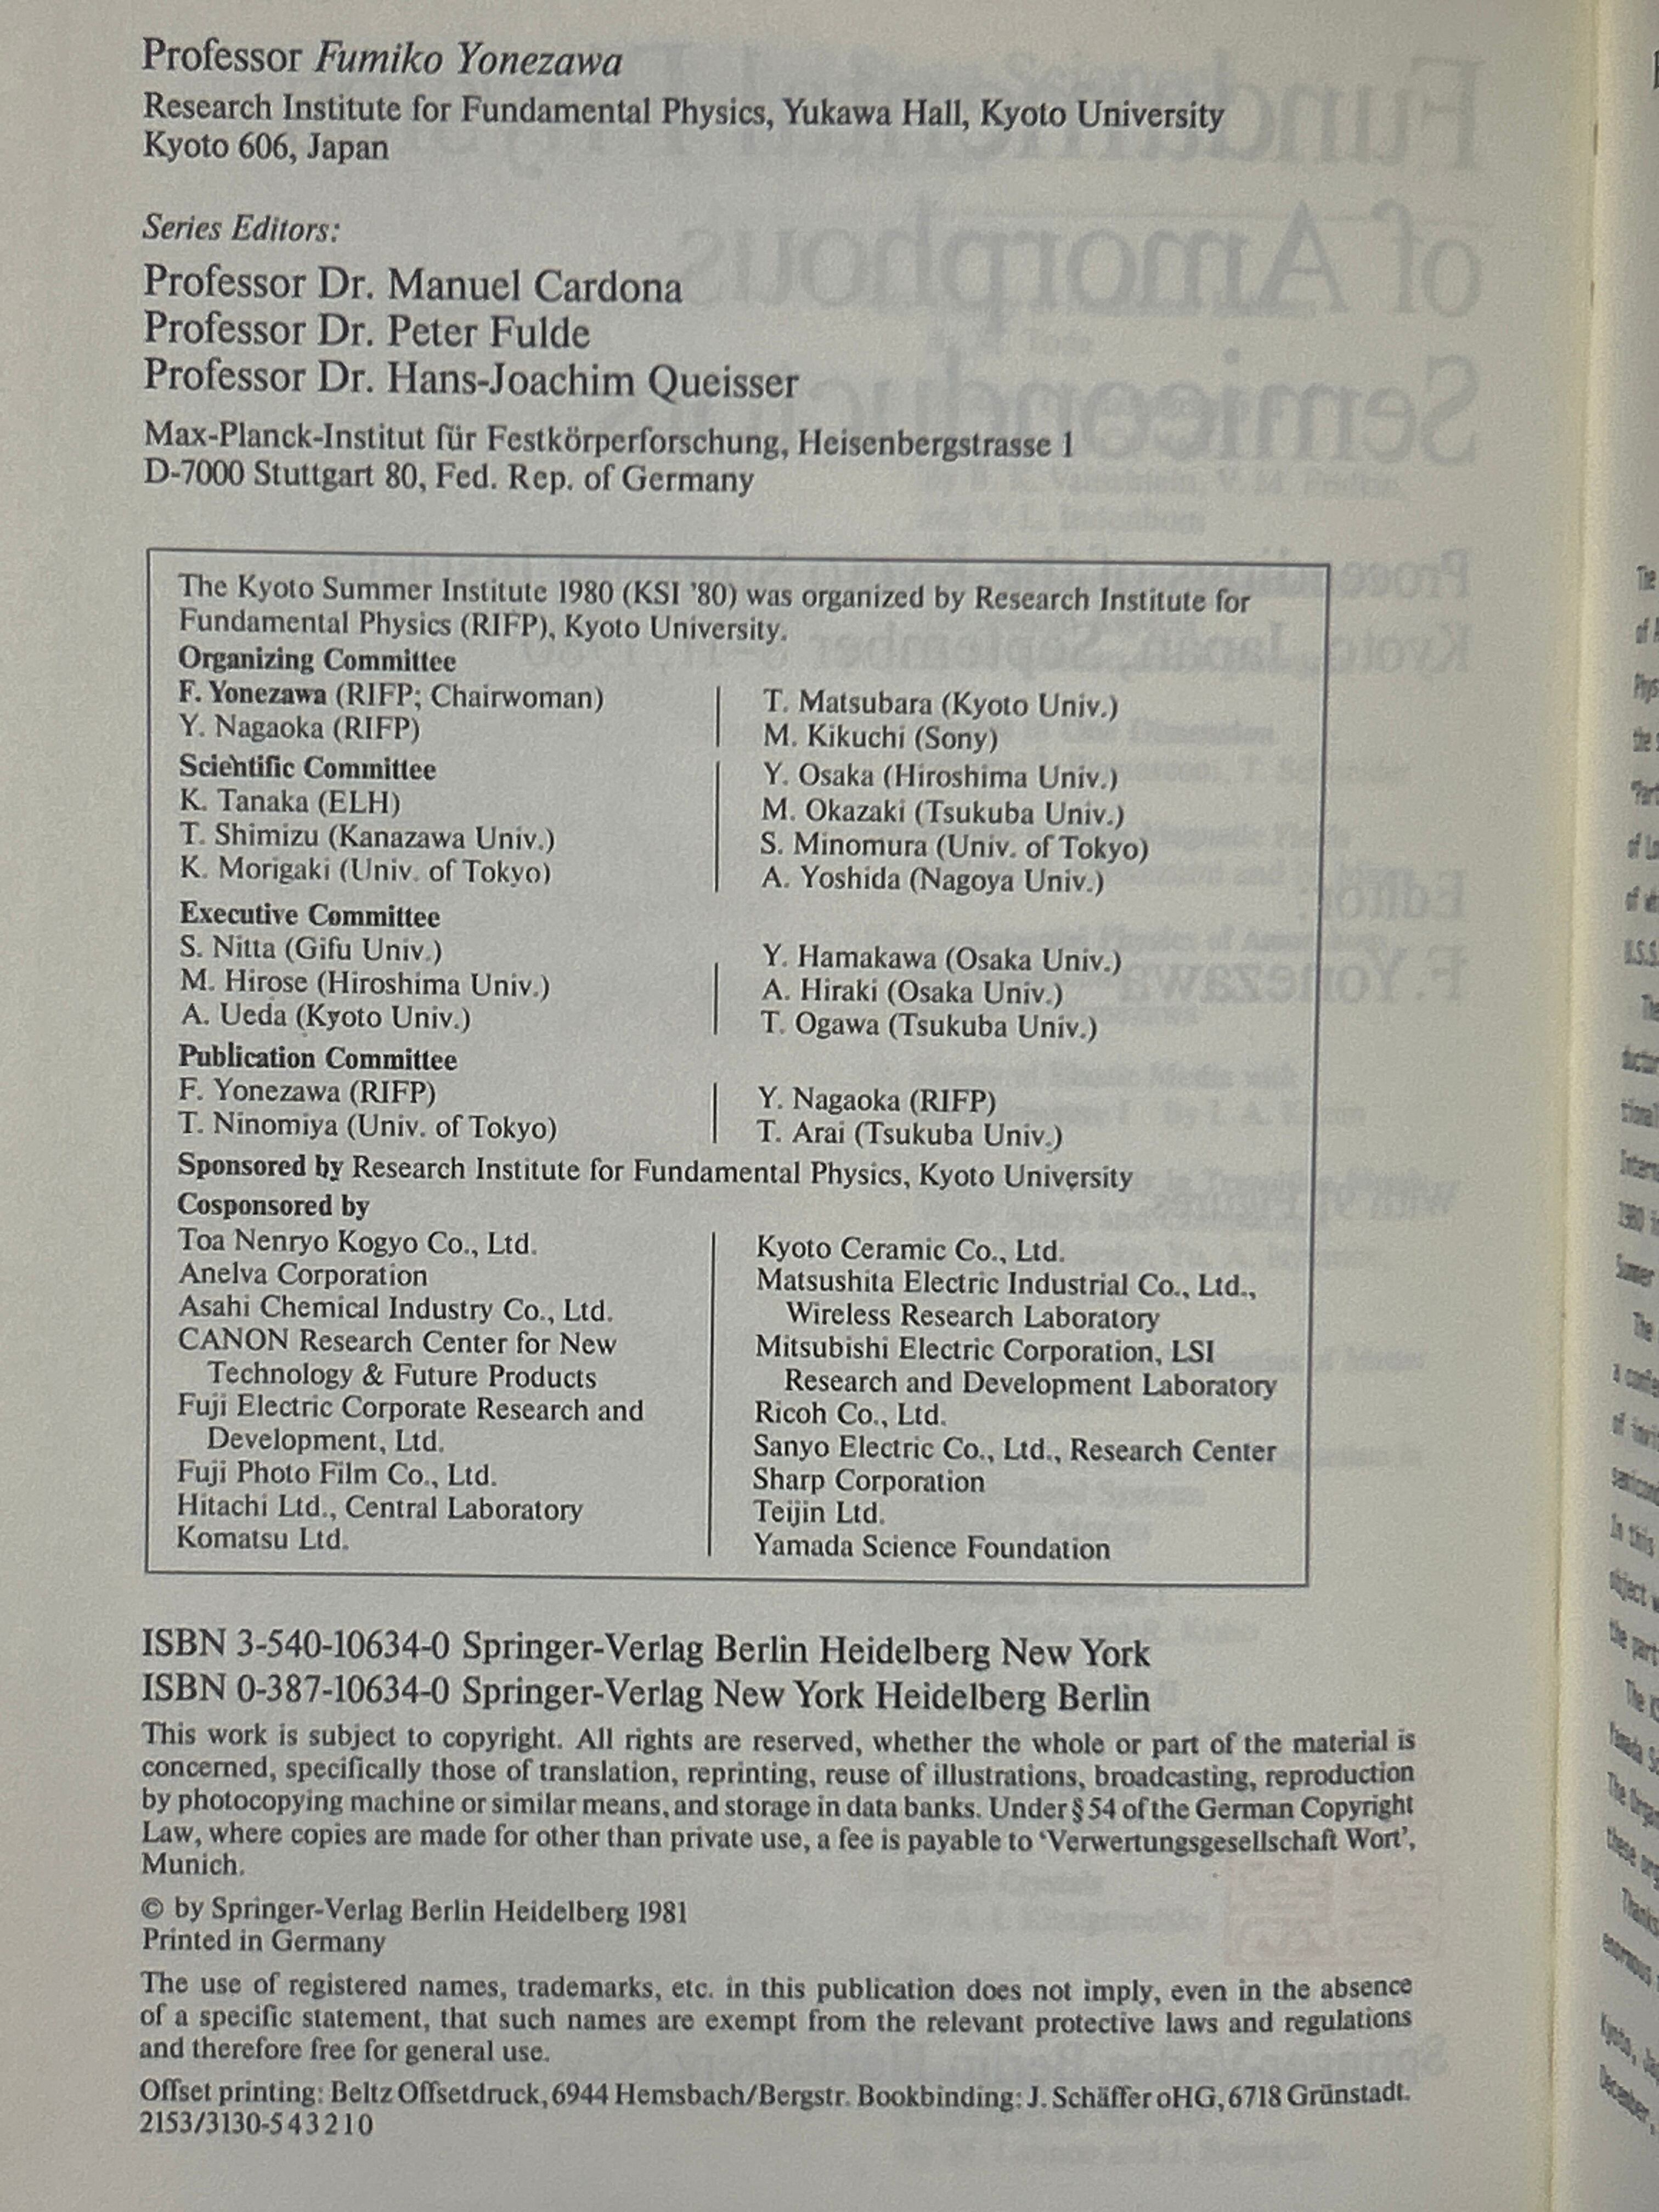 Professor Fumiko Yonezawa
Research Institute for Fundamental Physics, Yukawa Hall, Kyoto University
Kyoto 606, Japan
Series Editors:
Professor Dr. Manuel Cardona
Professor Dr. Peter Fulde
Professor Dr. Hans-Joachim Queisser
Max-Planck-Institut für Festkörperforschung, Heisenbergstrasse 1
D-7000 Stuttgart 80, Fed. Rep. of Germany
The Kyoto Summer Institute 1980 (KSI '80) was organized by Research Institute for
Fundamental Physics (RIFP), Kyoto University.
Organizing Committee
F. Yonezawa (RIFP; Chairwoman)
Y. Nagaoka (RIFP)
T. Matsubara (Kyoto Univ.)
M. Kikuchi (Sony)
Scientific Committee
K. Tanaka (ELH)
T. Shimizu (Kanazawa Univ.)
K. Morigaki (Univ. of Tokyo)
Y. Osaka (Hiroshima Univ.)
M. Okazaki (Tsukuba Univ.)
S. Minomura (Univ. of Tokyo)
A. Yoshida (Nagoya Univ.)
Executive Committee
S. Nitta (Gifu Univ.)
M. Hirose (Hiroshima Univ.)
A. Ueda (Kyoto Univ.)
Y. Hamakawa (Osaka Univ.)
A. Hiraki (Osaka Univ.)
T. Ogawa (Tsukuba Univ.)
Publication Committee
F. Yonezawa (RIFP)
T. Ninomiya (Univ. of Tokyo)
Y. Nagaoka (RIFP)
T. Arai (Tsukuba Univ.)
Sponsored by Research Institute for Fundamental Physics, Kyoto University
Cosponsored by
Toa Nenryo Kogyo Co., Ltd.
Anelva Corporation
Asahi Chemical Industry Co., Ltd.
CANON Research Center for New
Technology & Future Products
Fuji Electric Corporate Research and
Development, Ltd.
Fuji Photo Film Co., Ltd.
Hitachi Ltd., Central Laboratory
Komatsu Ltd.
Kyoto Ceramic Co., Ltd.
Matsushita Electric Industrial Co., Ltd.,
Wireless Research Laboratory
Mitsubishi Electric Corporation, LSI
Research and Development Laboratory
Ricoh Co., Ltd.
Sanyo Electric Co., Ltd., Research Center
Sharp Corporation
Teijin Ltd.
Yamada Science Foundation
ISBN 3-540-10634-0 Springer-Verlag Berlin Heidelberg New York
ISBN 0-387-10634-0 Springer-Verlag New York Heidelberg Berlin
This work is subject to copyright. All rights are reserved, whether the whole or part of the material is
concerned, specifically those of translation, reprinting, reuse of illustrations, broadcasting, reproduction
by photocopying machine or similar means, and storage in data banks. Under § 54 of the German Copyright
Law, where copies are made for other than private use, a fee is payable to ‘Verwertungsgesellschaft Wort’,
Munich.
© by Springer-Verlag Berlin Heidelberg 1981
Printed in Germany
The use of registered names, trademarks, etc. in this publication does not imply, even in the absence
of a specific statement, that such names are exempt from the relevant protective laws and regulations
and therefore free for general use.
Offset printing: Beltz Offsetdruck, 6944 Hemsbach/Bergstr. Bookbinding: J. Schäffer oHG, 6718 Grünstadt.
2153/3130-543210